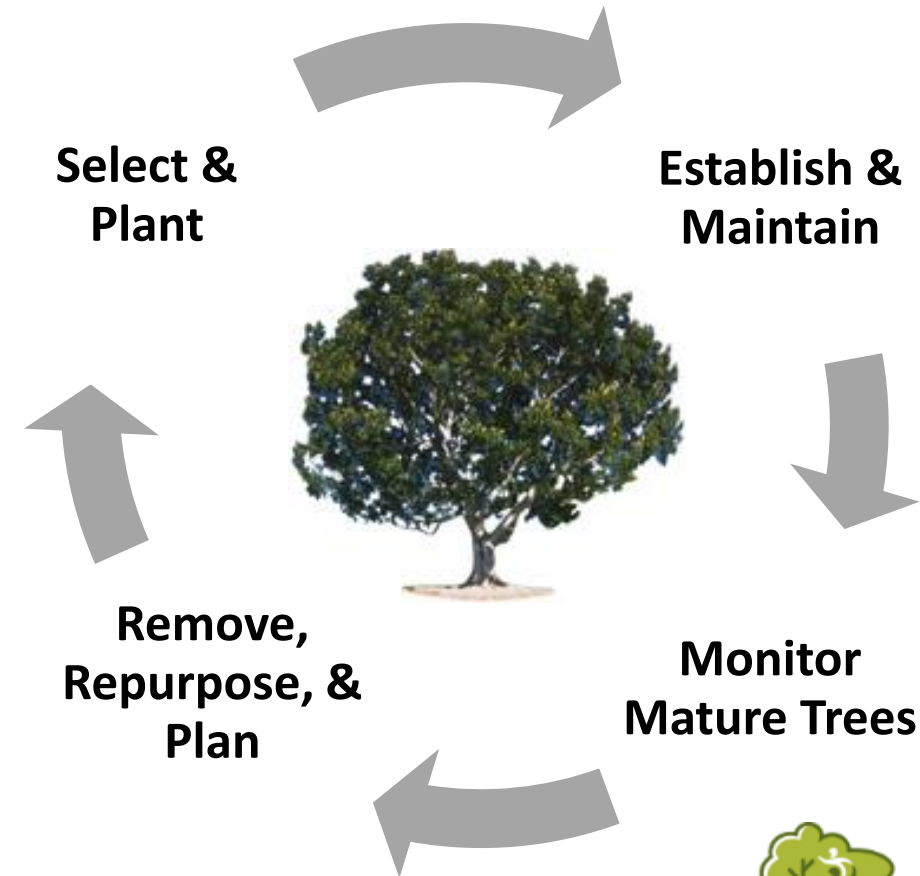 Select &
Plant
Establish &
Maintain
Monitor
Mature Trees
Remove,
Repurpose, &
Plan